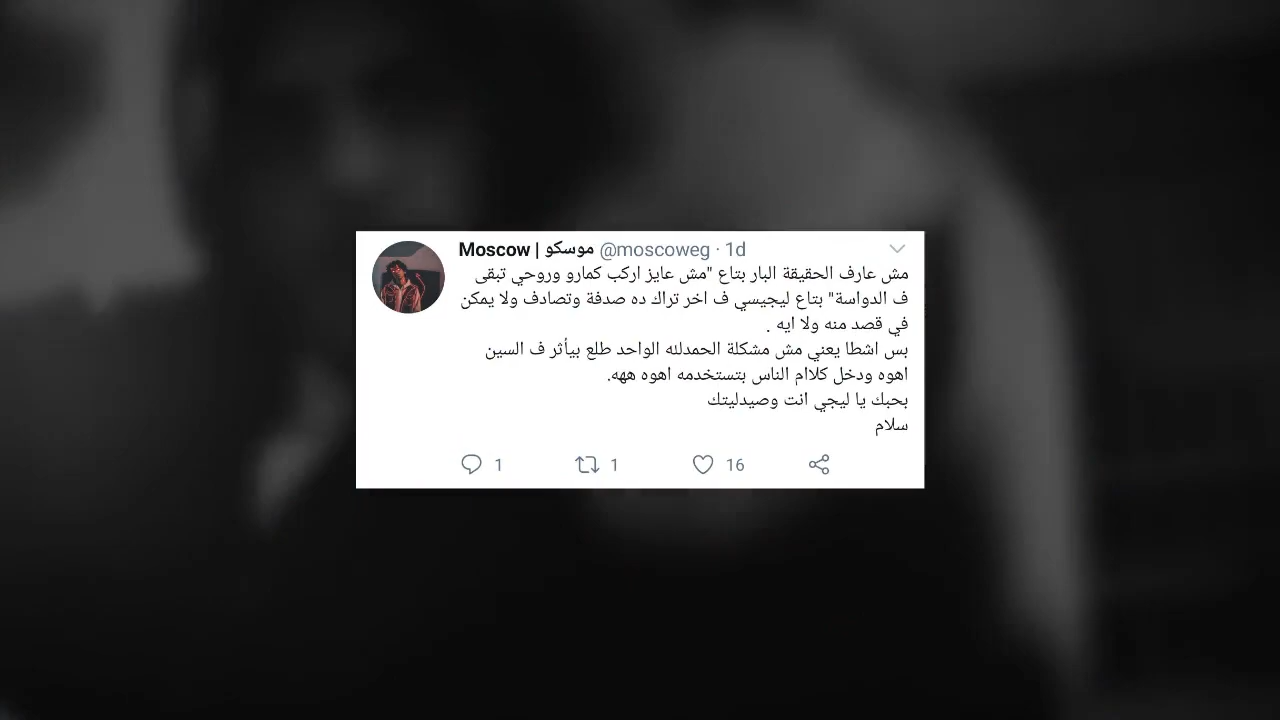 Moscow | موسكو @moscoweg · 1d
مش عارف الحقيقة البار بتاع "مش عايز اركب كمارو وروحي تبقى
ف الدواسة" بتاع ليجيسي ف اخر تراك ده صدفة وتصادف ولا يمكن
في قصد منه ولا ايه .
بس اشطا يعني مش مشكلة الحمدلله الواحد طلع بيأثر ف السين
اهوه ودخل كلاام الناس بتستخدمه اهوه ههه.
بحبك يا ليجي انت وصيدليتك
سلام
1 1 16